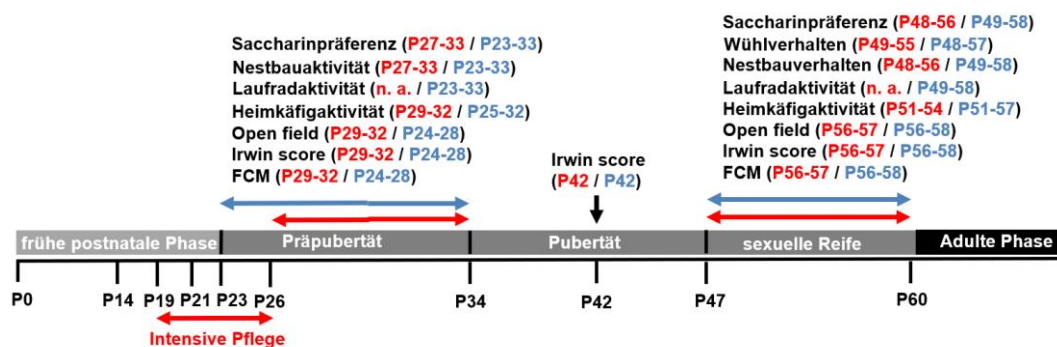 Saccharinpräferenz (P27-33 / P23-33)
Nestbauaktivität (P27-33 / P23-33)
Laufradaktivität (n. a. / P23-33)
Heimkäfigaktivität (P29-32 / P25-32)
Open field (P29-32 / P24-28)
Irwin score (P29-32 / P24-28)
FCM (P29-32 / P24-28)
Irwin score
(P42 / P42)
Saccharinpräferenz (P48-56 / P49-58)
Wühlverhalten (P49-55 / P48-57)
Nestbauverhalten (P48-56 / P49-58)
Laufradaktivität (n. a. / P49-58)
Heimkäfigaktivität (P51-54 / P51-57)
Open field (P56-57 / P56-58)
Irwin score (P56-57 / P56-58)
FCM (P56-57 / P56-58)
frühe postnatale Phase
Präpubertät
Pubertät
sexuelle Reife
Adulte Phase
P0
P14
P19
P21
P23
P26
P34
P42
P47
P60
Intensive Pflege